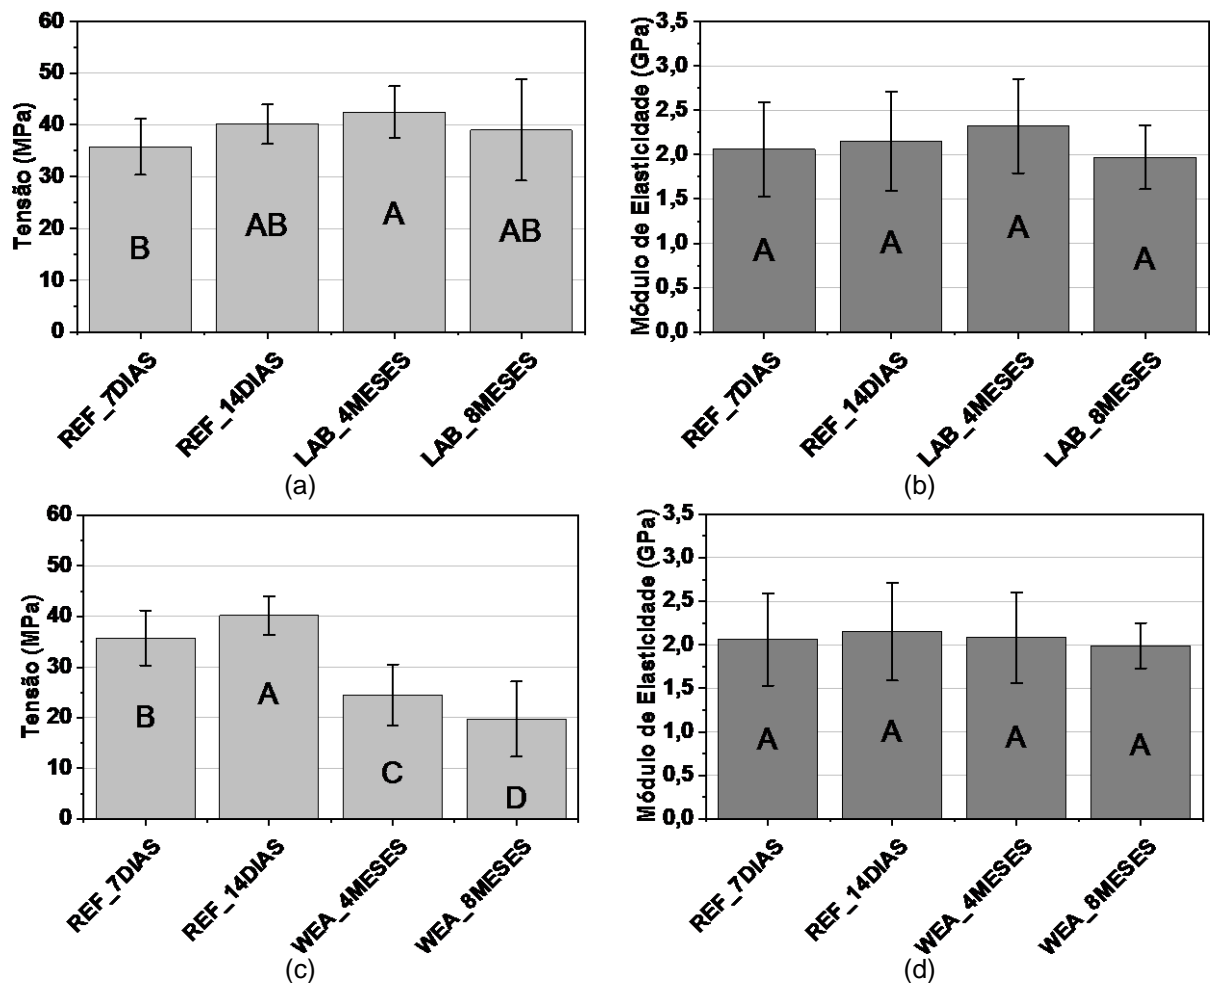 Tensão (MPa)
60
50
40
30
20
10
0
B
AB
A
AB
REF_7DIAS
REF_14DIAS
LAB_4MESES
LAB_8MESES
(a)
Módulo de Elasticidade (GPa)
3,5
3,0
2,5
2,0
1,5
1,0
0,5
0,0
A
A
A
A
REF_7DIAS
REF_14DIAS
LAB_4MESES
LAB_8MESES
(b)
Tensão (MPa)
60
50
40
30
20
10
0
B
A
C
D
REF_7DIAS
REF_14DIAS
WEA_4MESES
WEA_8MESES
(c)
Módulo de Elasticidade (GPa)
3,5
3,0
2,5
2,0
1,5
1,0
0,5
0,0
A
A
A
A
REF_7DIAS
REF_14DIAS
WEA_4MESES
WEA_8MESES
(d)